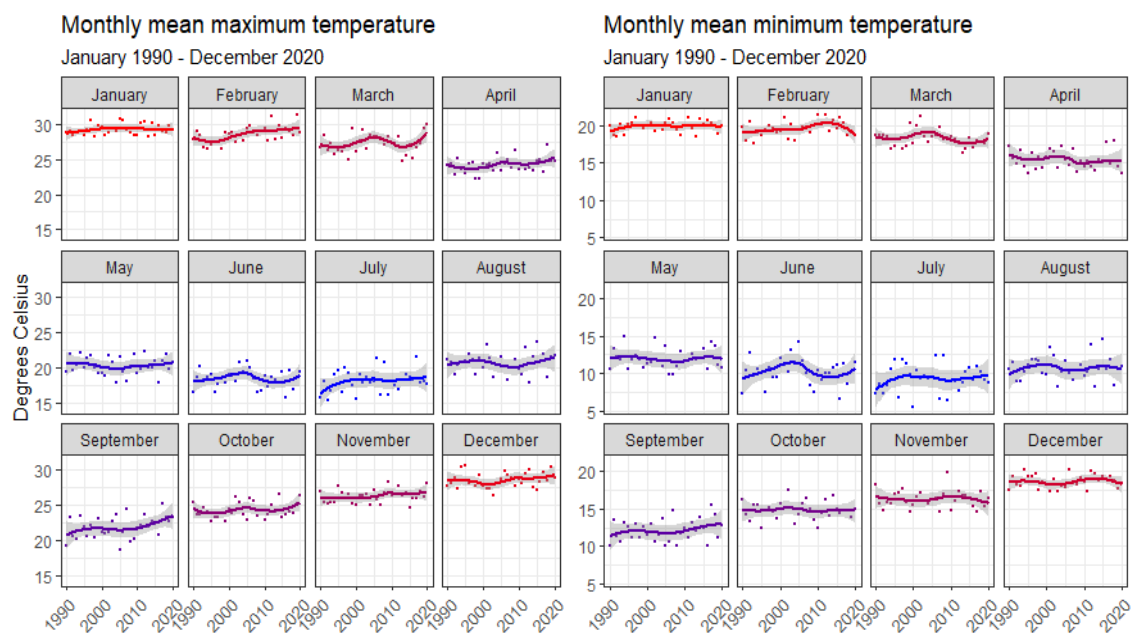 Monthly mean maximum temperature
January 1990 - December 2020
January February March April
30
25
20
15
May June July August
30
25
20
15
September October November December
30
25
20
15
1990 2000 2010 2020 1990 2000 2010 2020 1990 2000 2010 2020 1990 2000 2010 2020
Degrees Celsius
Monthly mean minimum temperature
January 1990 - December 2020
January February March April
20
15
10
5
May June July August
20
15
10
5
September October November December
20
15
10
5
1990 2000 2010 2020 1990 2000 2010 2020 1990 2000 2010 2020 1990 2000 2010 2020